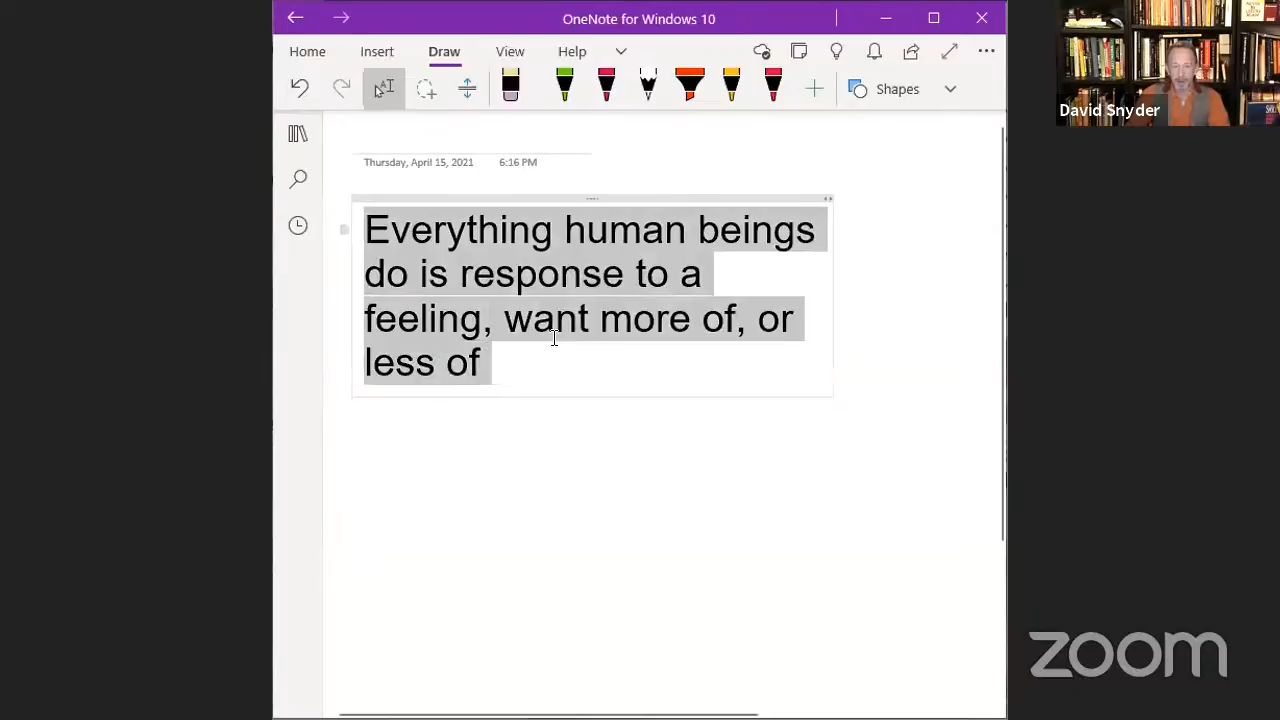 OneNote for Windows 10
Home Insert Draw View Help
Shapes
David Snyder
Thursday, April 15, 2021 6:16 PM
Everything human beings
do is response to a
feeling, want more of, or
less of
zoom